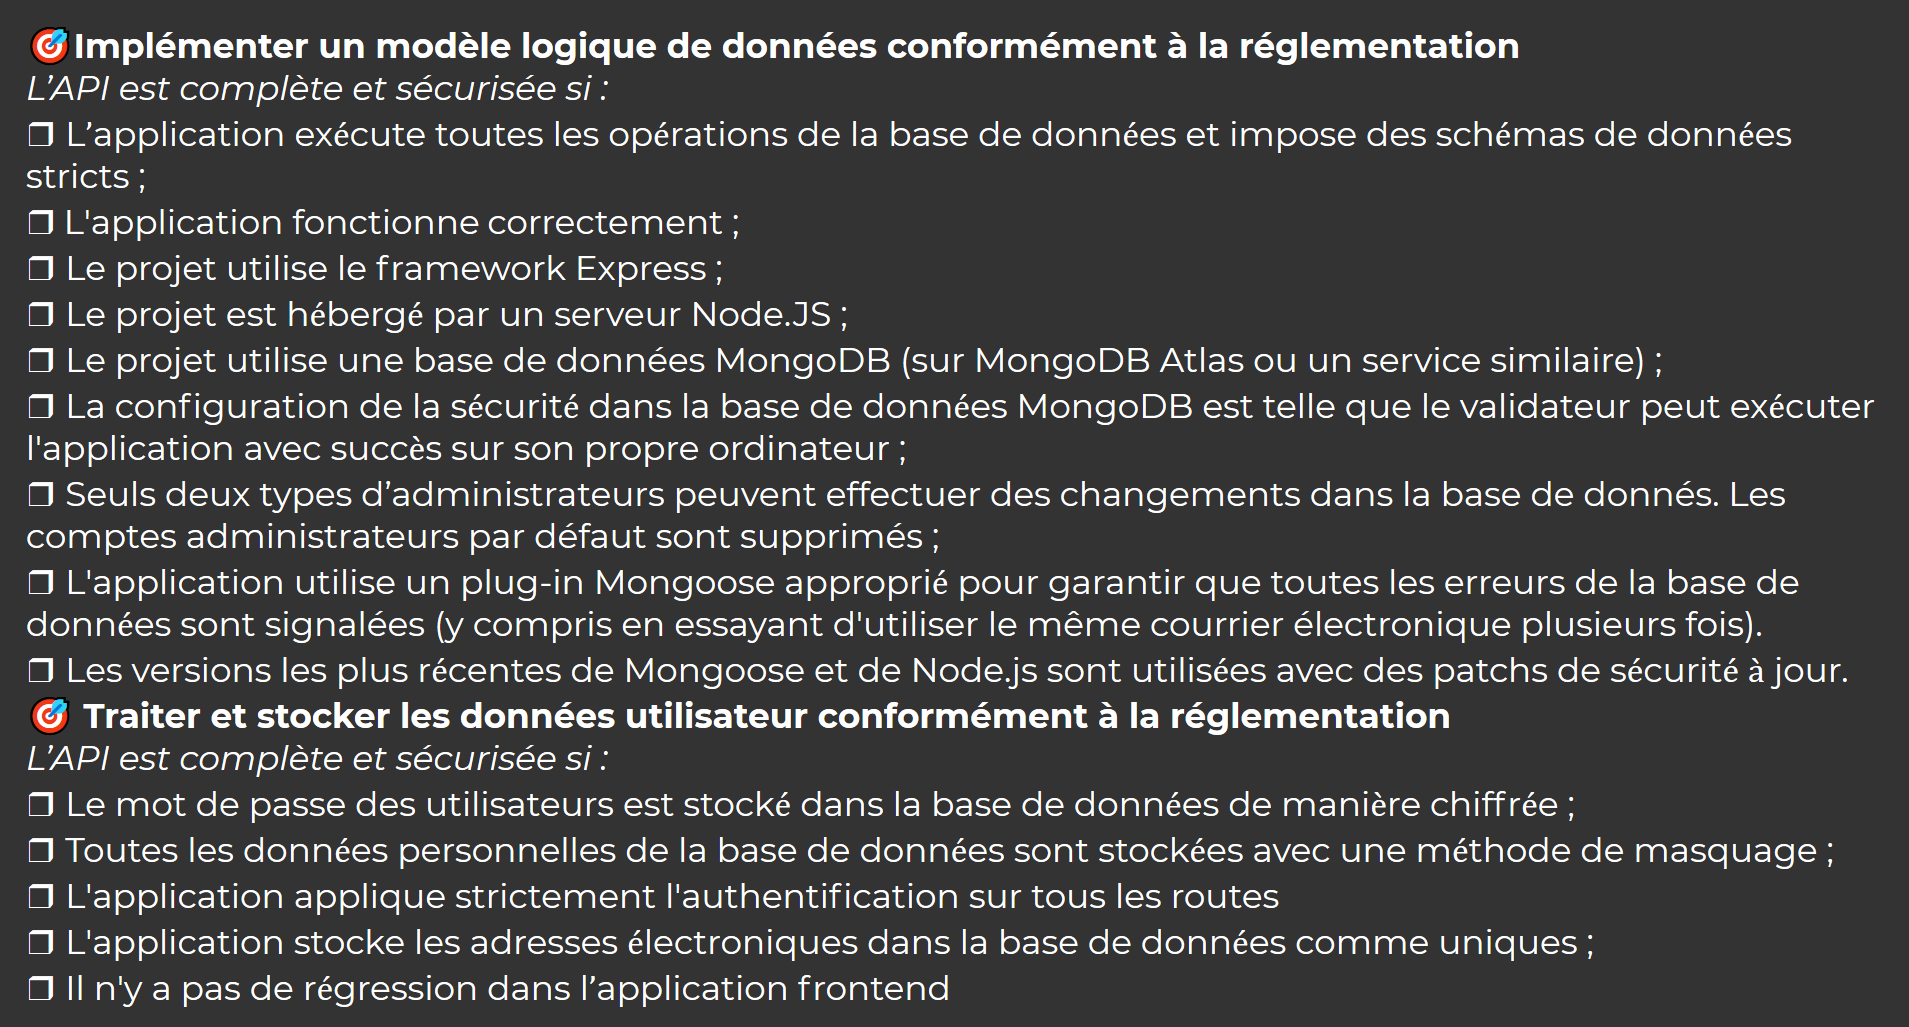 🎯Implémenter un modèle logique de données conformément à la réglementation
L’API est complète et sécurisée si :
❒ L’application exécute toutes les opérations de la base de données et impose des schémas de données
stricts ;
❒ L'application fonctionne correctement ;
❒ Le projet utilise le framework Express ;
❒ Le projet est hébergé par un serveur Node.JS ;
❒ Le projet utilise une base de données MongoDB (sur MongoDB Atlas ou un service similaire) ;
❒ La configuration de la sécurité dans la base de données MongoDB est telle que le validateur peut exécuter
l'application avec succès sur son propre ordinateur ;
❒ Seuls deux types d’administrateurs peuvent effectuer des changements dans la base de donnés. Les
comptes administrateurs par défaut sont supprimés ;
❒ L'application utilise un plug-in Mongoose approprié pour garantir que toutes les erreurs de la base de
données sont signalées (y compris en essayant d'utiliser le même courrier électronique plusieurs fois).
❒ Les versions les plus récentes de Mongoose et de Node.js sont utilisées avec des patchs de sécurité à jour.
🎯 Traiter et stocker les données utilisateur conformément à la réglementation
L’API est complète et sécurisée si :
❒ Le mot de passe des utilisateurs est stocké dans la base de données de manière chiffrée ;
❒ Toutes les données personnelles de la base de données sont stockées avec une méthode de masquage ;
❒ L'application applique strictement l'authentification sur tous les routes
❒ L'application stocke les adresses électroniques dans la base de données comme uniques ;
❒ Il n'y a pas de régression dans l’application frontend